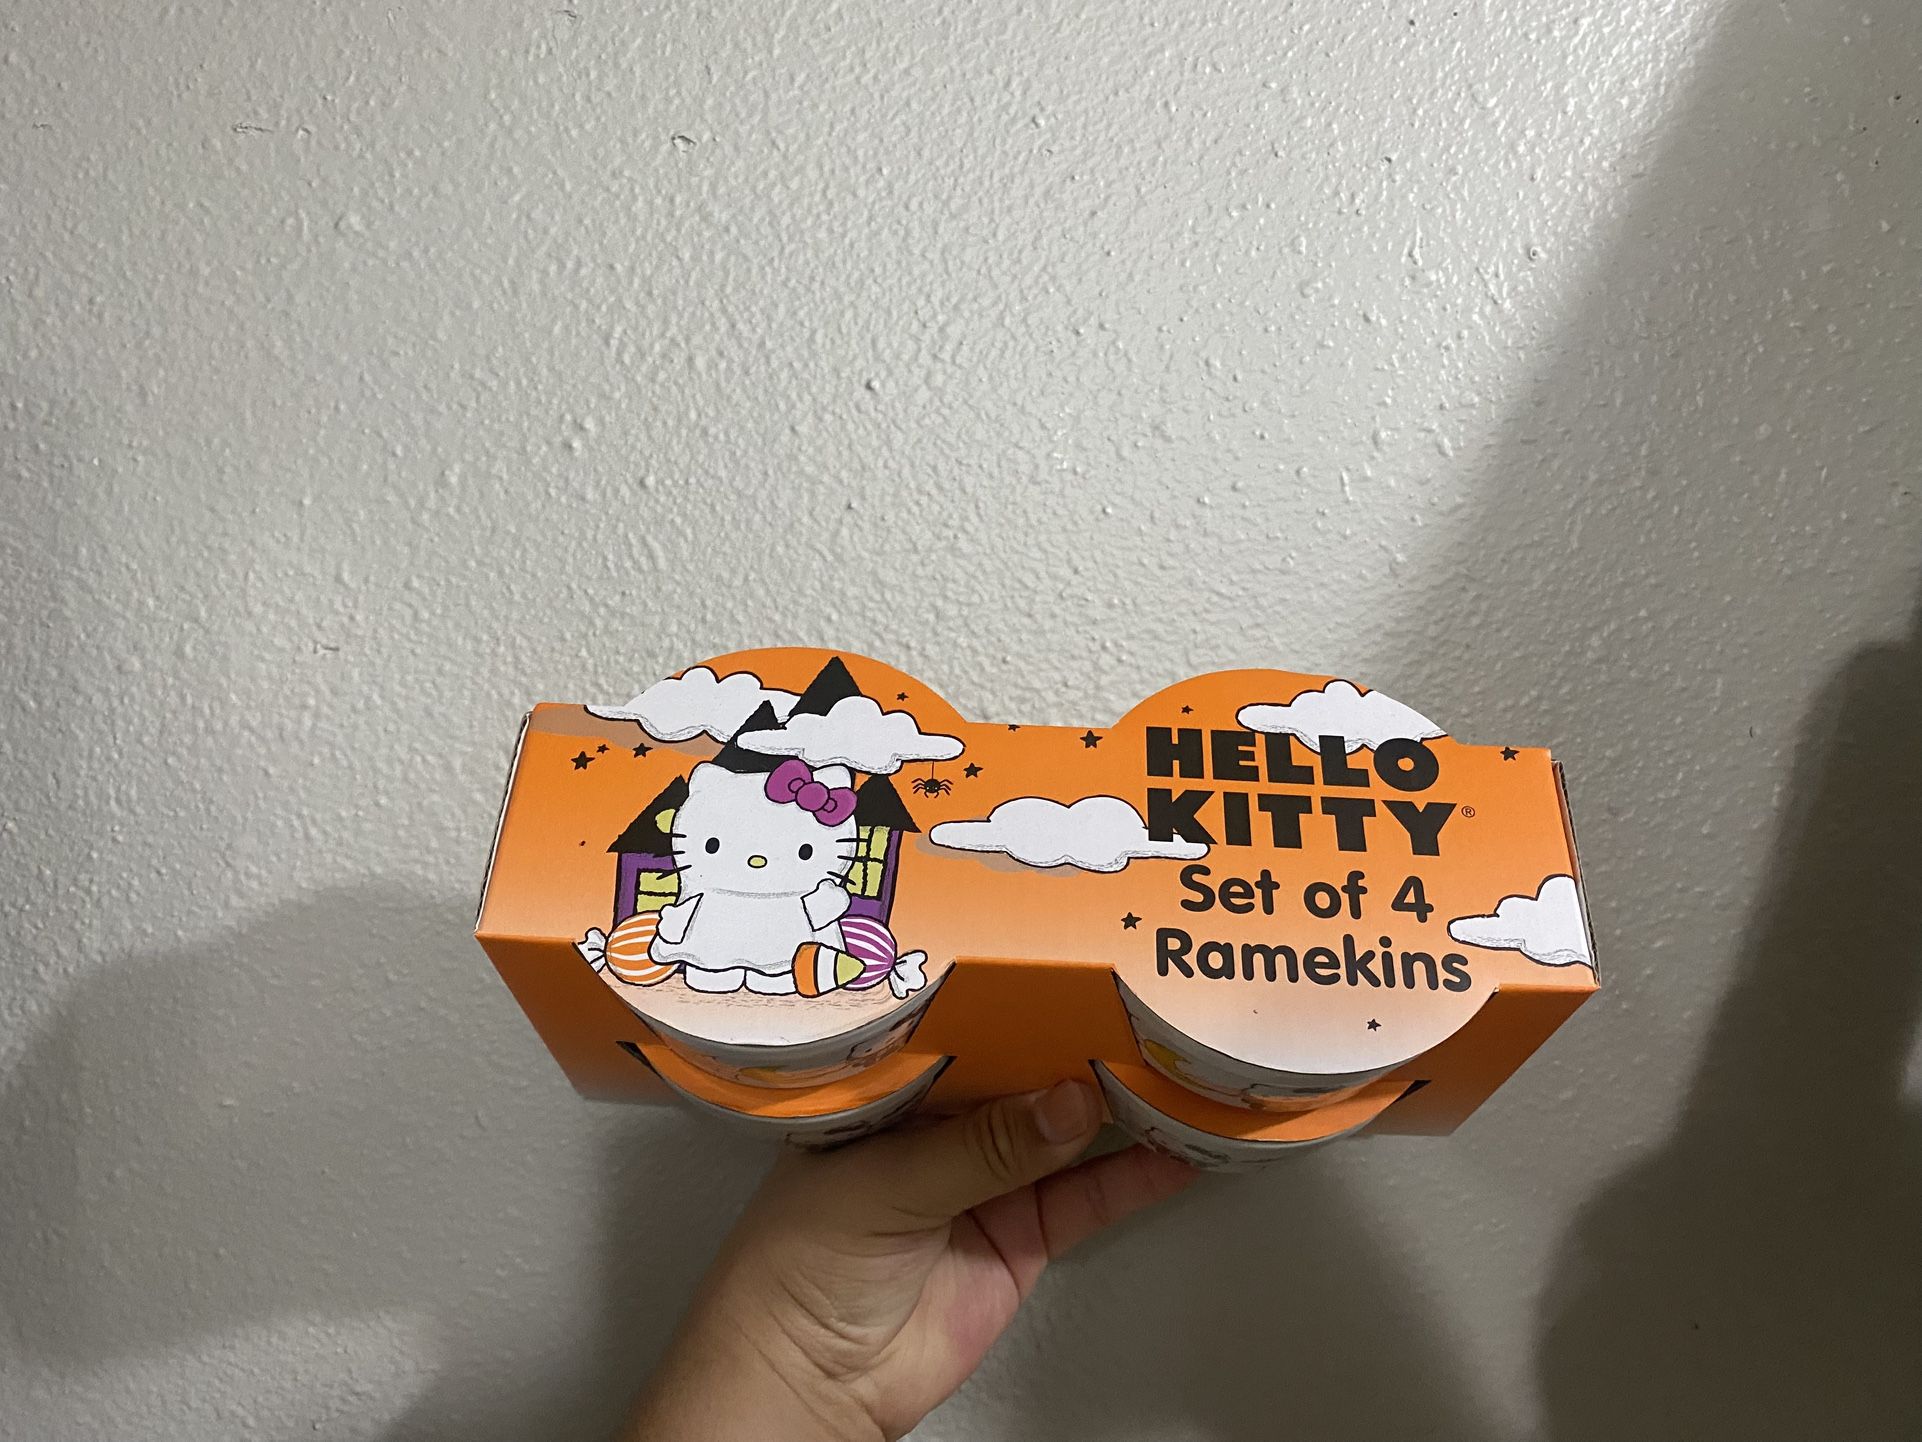 HELLO
KITTY®
Set of 4
Ramekins